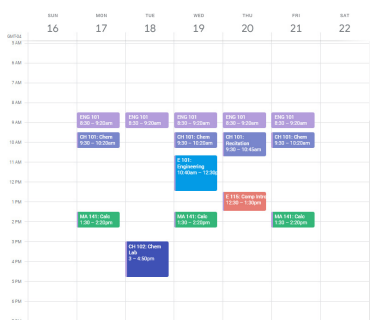 SUN MON TUE WED THU FRI SAT
16 17 18 19 20 21 22
5 AM
6 AM
7 AM
8 AM
ENG 101 ENG 101 ENG 101 ENG 101 ENG 101
8:30 – 9:20am 8:30 – 9:20am 8:30 – 9:20am 8:30 – 9:20am 8:30 – 9:20am
9 AM
CH 101: Chem CH 101: Chem CH 101: CH 101: Chem
9:30 – 10:20am 9:30 – 10:20am Recitation 9:30 – 10:20am
9:30 – 10:45am
10 AM
E 101:
Engineering
10:40am – 12:30p
11 AM
12 PM
E 115: Comp Intro
12:30 – 1:30pm
1 PM
MA 141: Calc MA 141: Calc MA 141: Calc
1:30 – 2:20pm 1:30 – 2:20pm 1:30 – 2:20pm
2 PM
3 PM
CH 102: Chem
Lab
3 – 4:50pm
4 PM
5 PM
6 PM